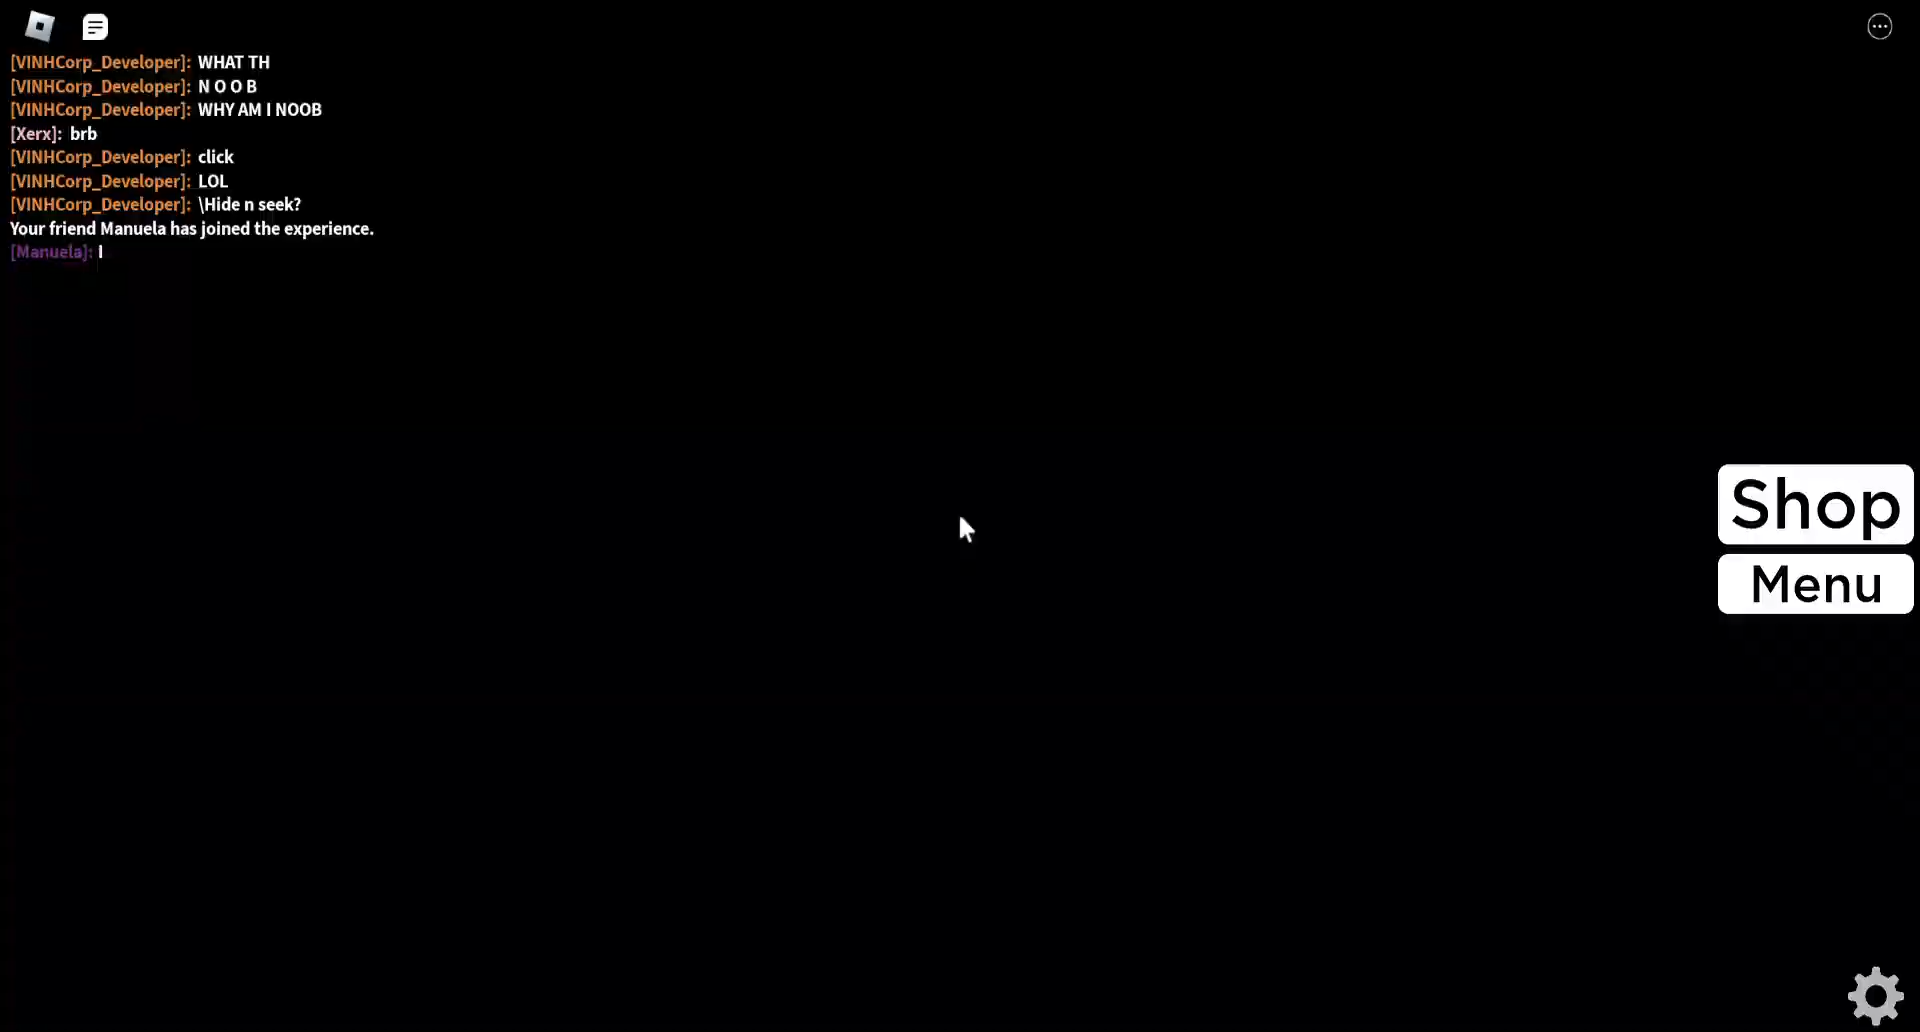 [VINHCorp_Developer]: WHAT TH
[VINHCorp_Developer]: N O O B
[VINHCorp_Developer]: WHY AM I NOOB
[Xerx]: brb
[VINHCorp_Developer]: click
[VINHCorp_Developer]: LOL
[VINHCorp_Developer]: \Hide n seek?
Your friend Manuela has joined the experience.
[Manuela]: I
Shop
Menu